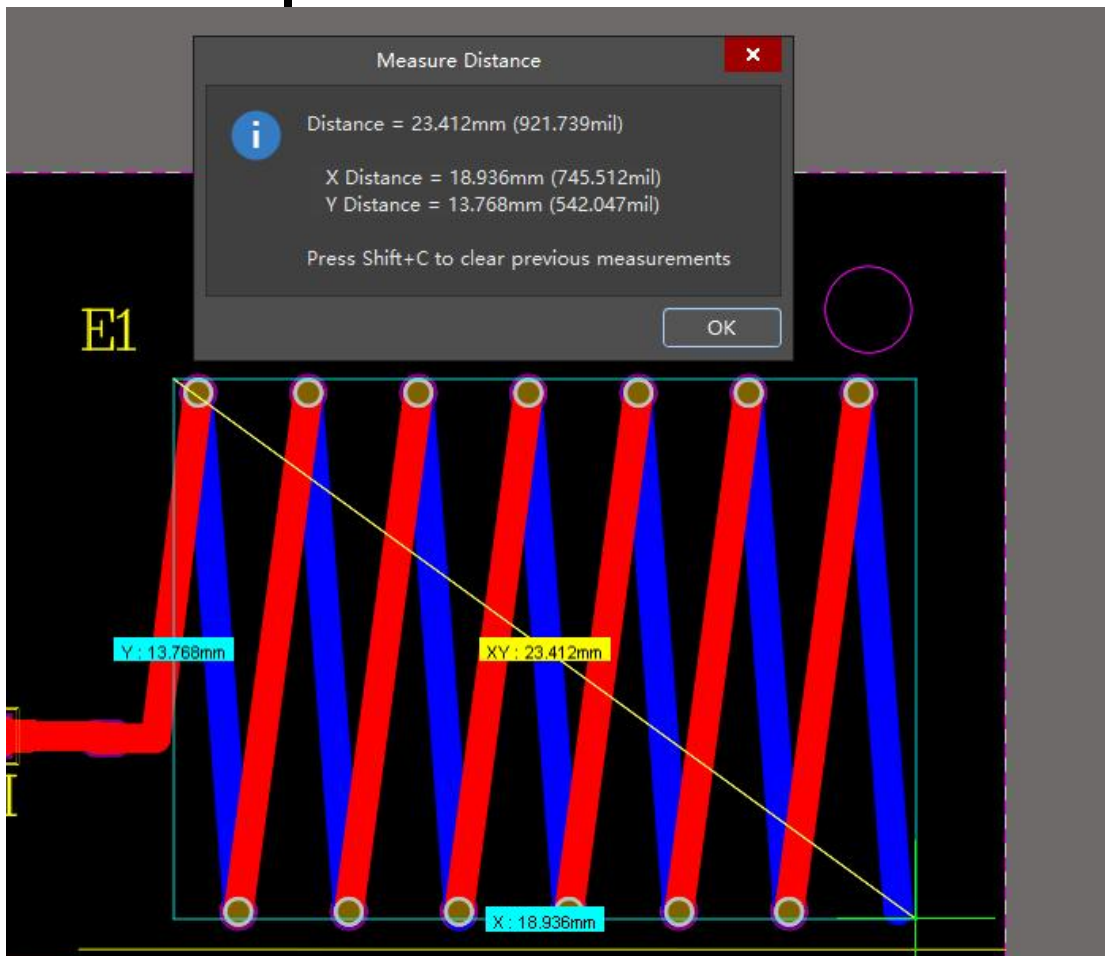 Measure Distance
Distance = 23.412mm (921.739mil)
X Distance = 18.936mm (745.512mil)
Y Distance = 13.768mm (542.047mil)
Press Shift+C to clear previous measurements
OK
E1
Y : 13.768mm
XY : 23.412mm
X : 18.936mm